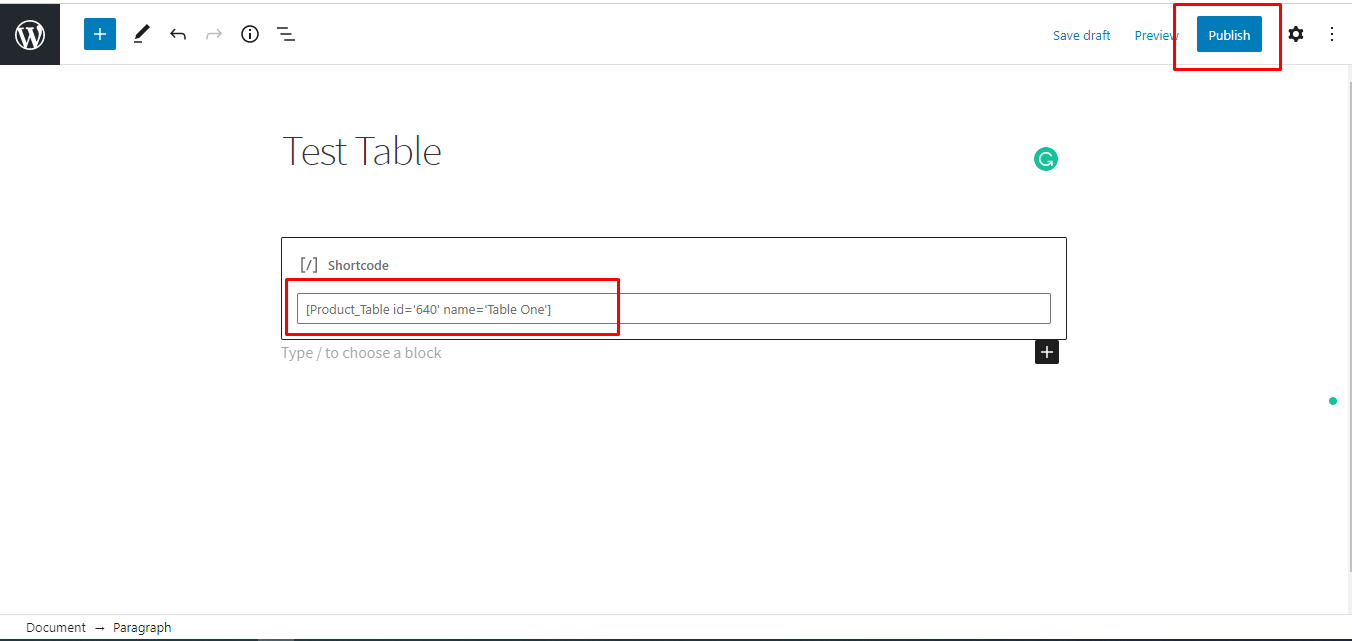 Save draft Preview Publish
Test Table
[/] Shortcode
[Product_Table id='640' name='Table One']
Type / to choose a block
Document → Paragraph